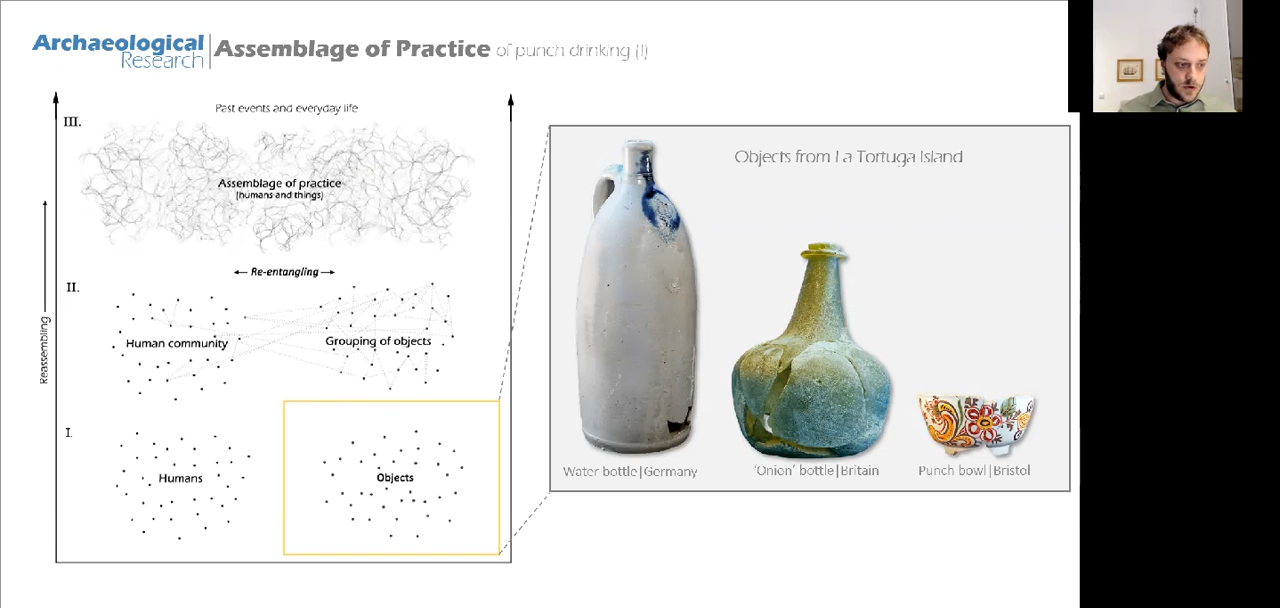 Archaeological
Research
Assemblage of Practice of punch drinking (I)
Past events and everyday life
III.
Assemblage of practice
(humans and things)
Re-entangling
II.
Human community
Grouping of objects
Reassembling
I.
Humans
Objects
Objects from La Tortuga Island
Water bottle|Germany
'Onion' bottle|Britain
Punch bowl|Bristol